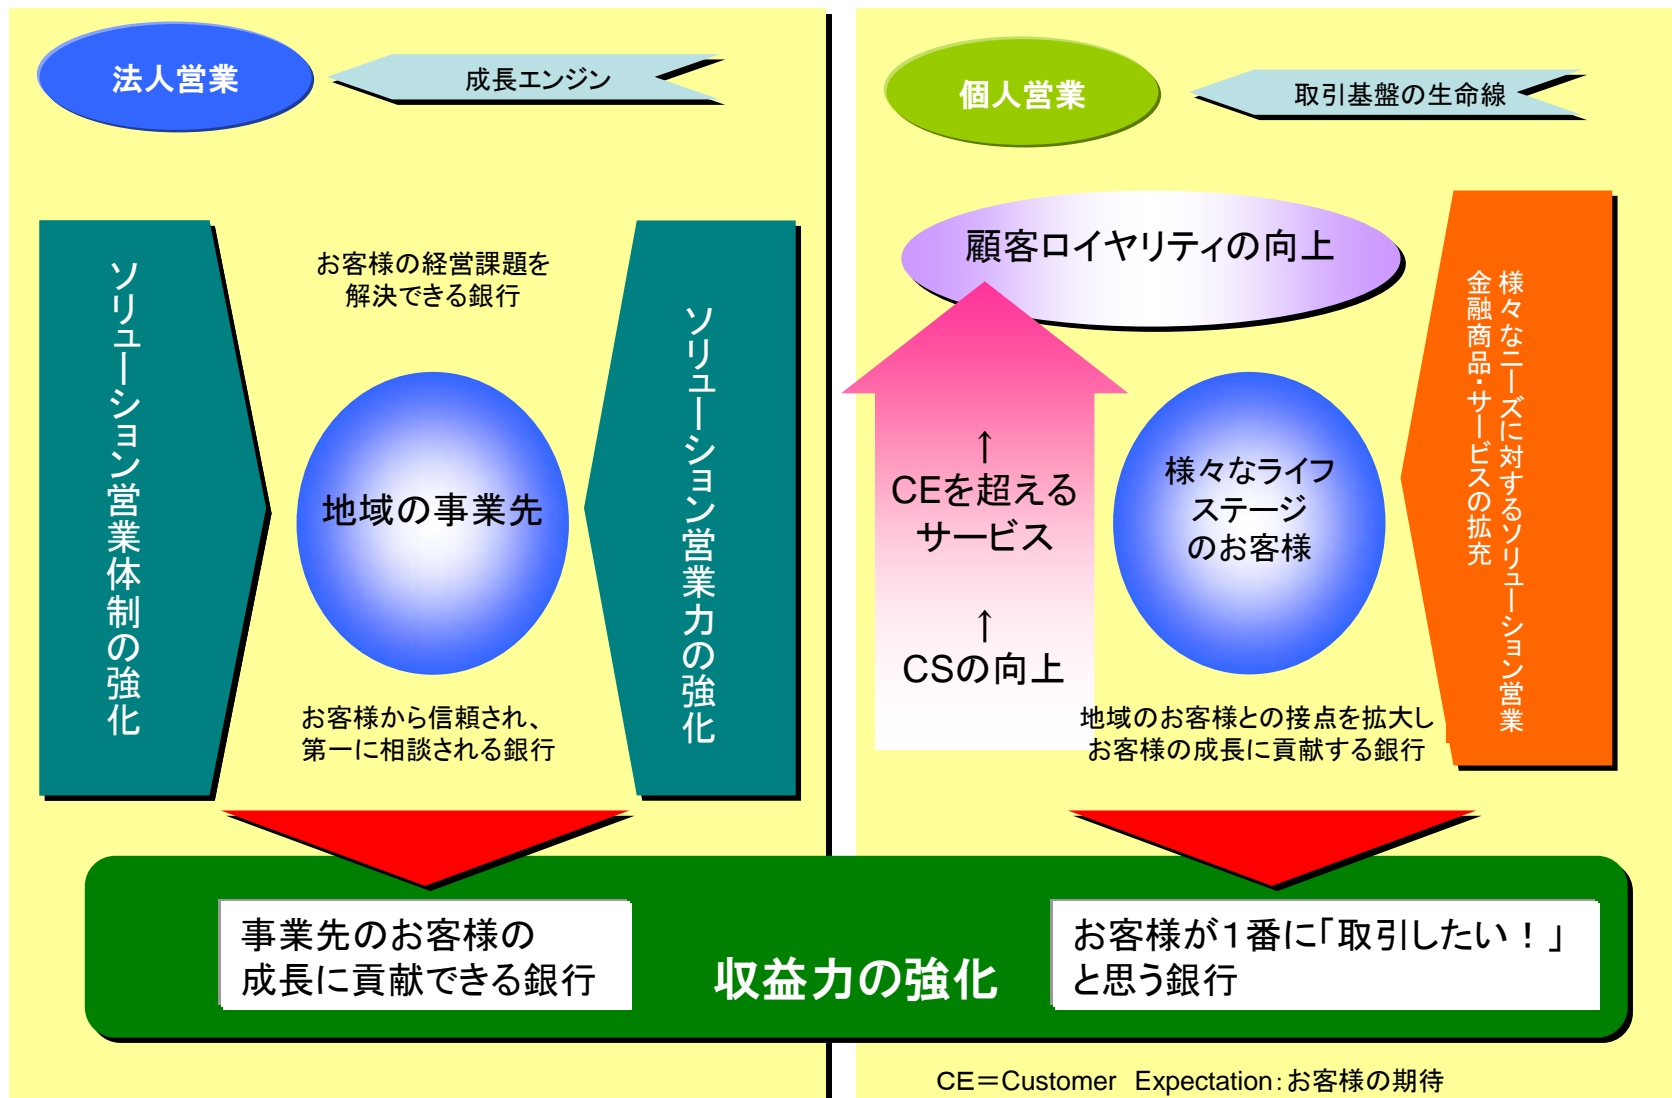 法人営業
成長エンジン
ソリューション営業体制の強化
お客様の経営課題を
解決できる銀行
地域の事業先
お客様から信頼され、
第一に相談される銀行
ソリューション営業力の強化
個人営業
取引基盤の生命線
顧客ロイヤリティの向上
↑
CEを超える
サービス
↑
CSの向上
様々なライフ
ステージ
のお客様
地域のお客様との接点を拡大し
お客様の成長に貢献する銀行
様々なニーズに対するソリューション営業
金融商品・サービスの拡充
事業先のお客様の
成長に貢献できる銀行
収益力の強化
お客様が１番に「取引したい！」
と思う銀行
CE＝Customer　Expectation：お客様の期待